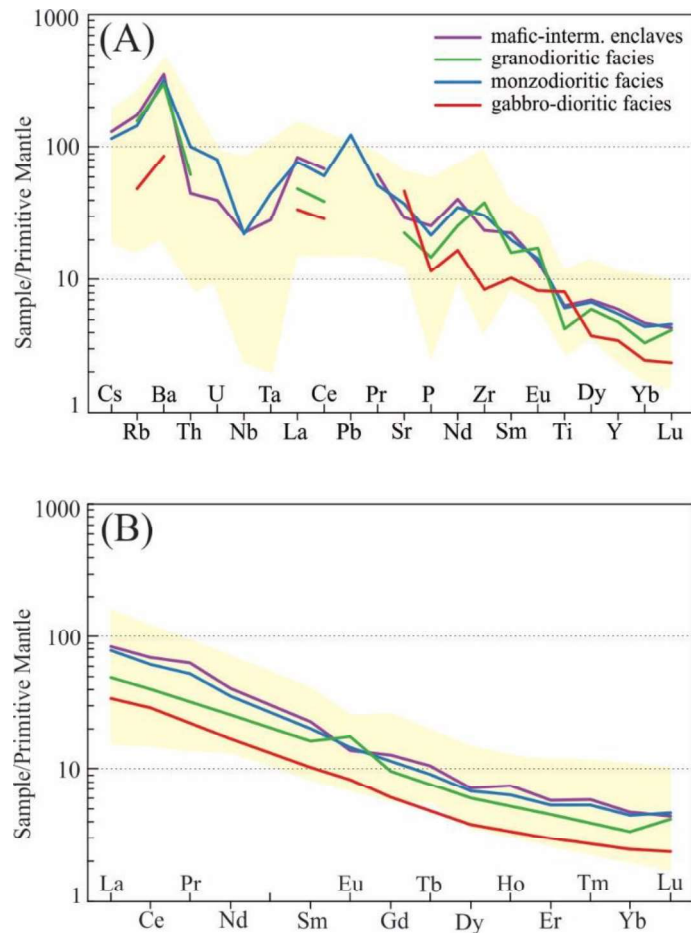 (A)
mafic-interm. enclaves
granodioritic facies
monzodioritic facies
gabbro-dioritic facies
Sample/Primitive Mantle
1000
100
10
1
Cs Ba U Ta Ce Pr P Zr Eu Dy Yb
Rb Th Nb La Pb Sr Nd Sm Ti Y Lu
(B)
Sample/Primitive Mantle
1000
100
10
1
La Pr Eu Tb Ho Tm Lu
Ce Nd Sm Gd Dy Er Yb